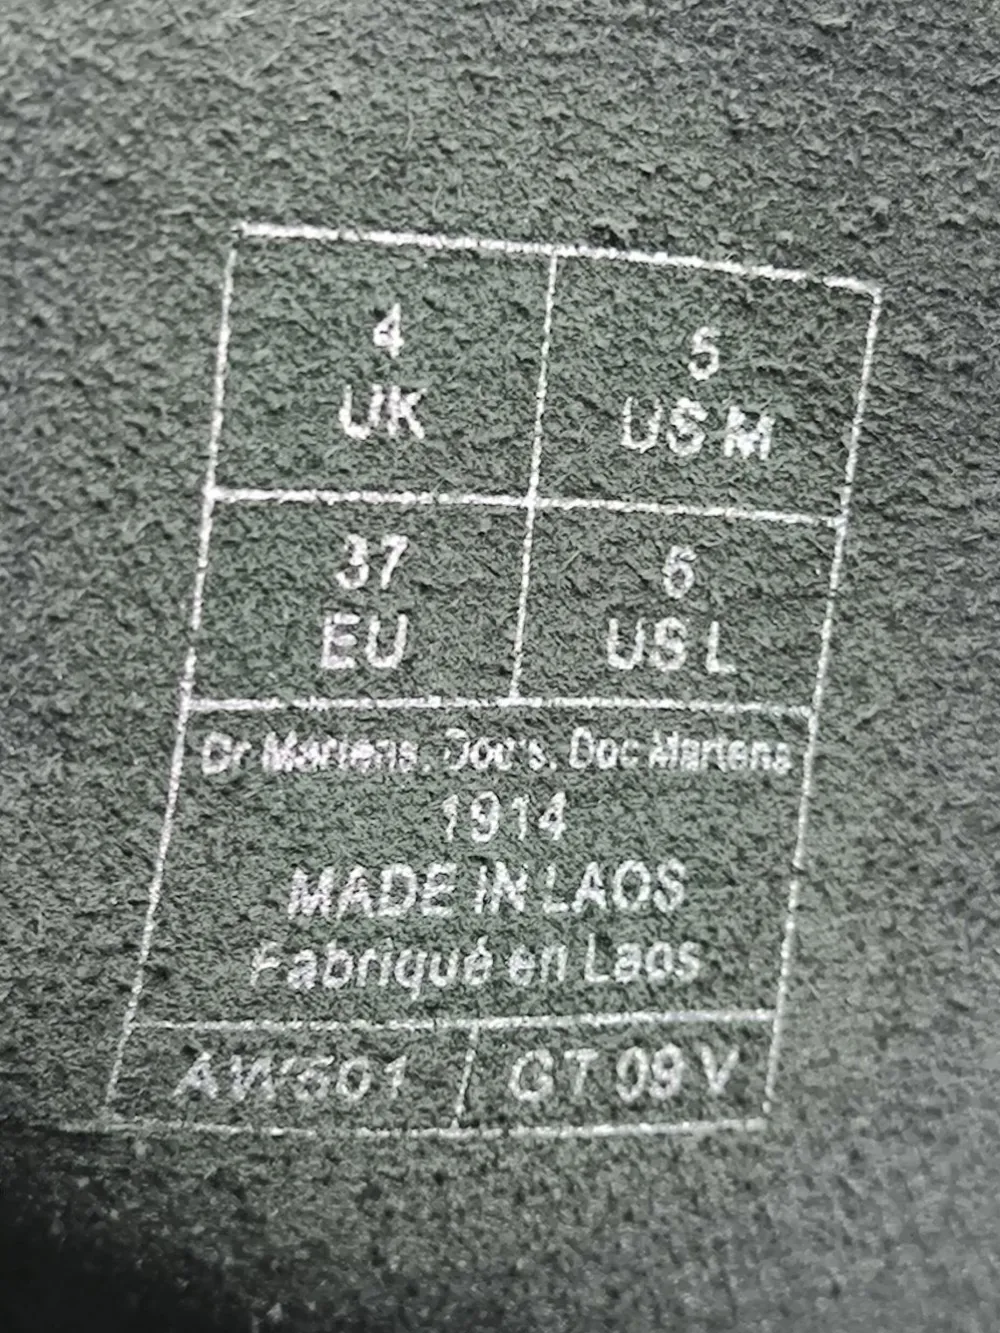 4
UK
5
US M
37
EU
6
US L
Dr Martens, Doc's, Doc Martens
1914
MADE IN LAOS
Fabriqué en Laos
AW501
GT 09 V